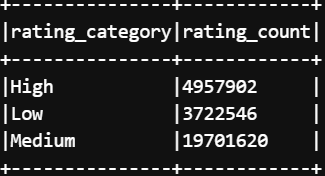 +---------------+------------+
|rating_category|rating_count|
+---------------+------------+
|High           |4957902     |
|Low            |3722546     |
|Medium         |19701620    |
+---------------+------------+